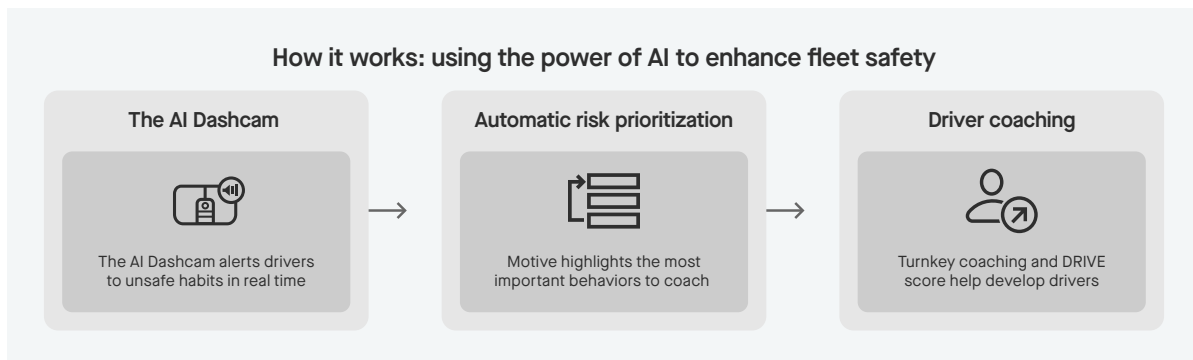 How it works: using the power of AI to enhance fleet safety
The AI Dashcam
The AI Dashcam alerts drivers
to unsafe habits in real time
Automatic risk prioritization
Motive highlights the most
important behaviors to coach
Driver coaching
Turnkey coaching and DRIVE
score help develop drivers